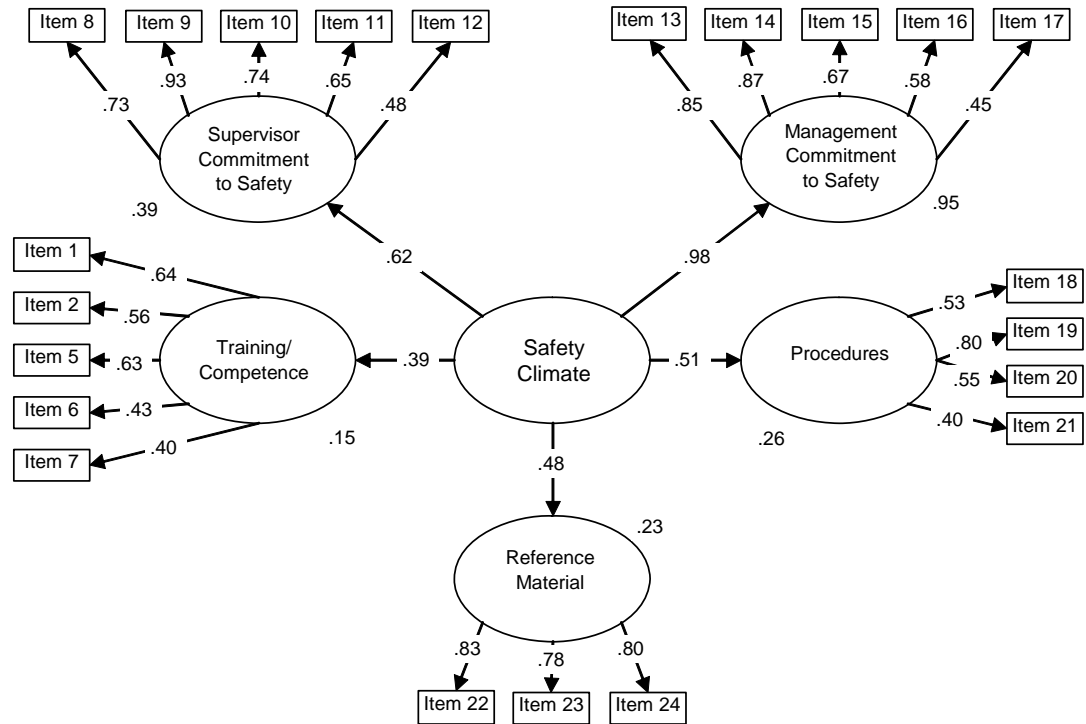 Item 8
Item 9
Item 10
Item 11
Item 12
.73
.93
.74
.65
.48
Supervisor
Commitment
to Safety
.39
Item 13
Item 14
Item 15
Item 16
Item 17
.85
.87
.67
.58
.45
Management
Commitment
to Safety
.95
.62
.98
Item 1
Item 2
Item 5
Item 6
Item 7
.64
.56
.63
.43
.40
Training/
Competence
.15
.39
Safety
Climate
.51
Procedures
.26
.53
.80
.55
.40
Item 18
Item 19
Item 20
Item 21
.48
.23
Reference
Material
.83
.78
.80
Item 22
Item 23
Item 24